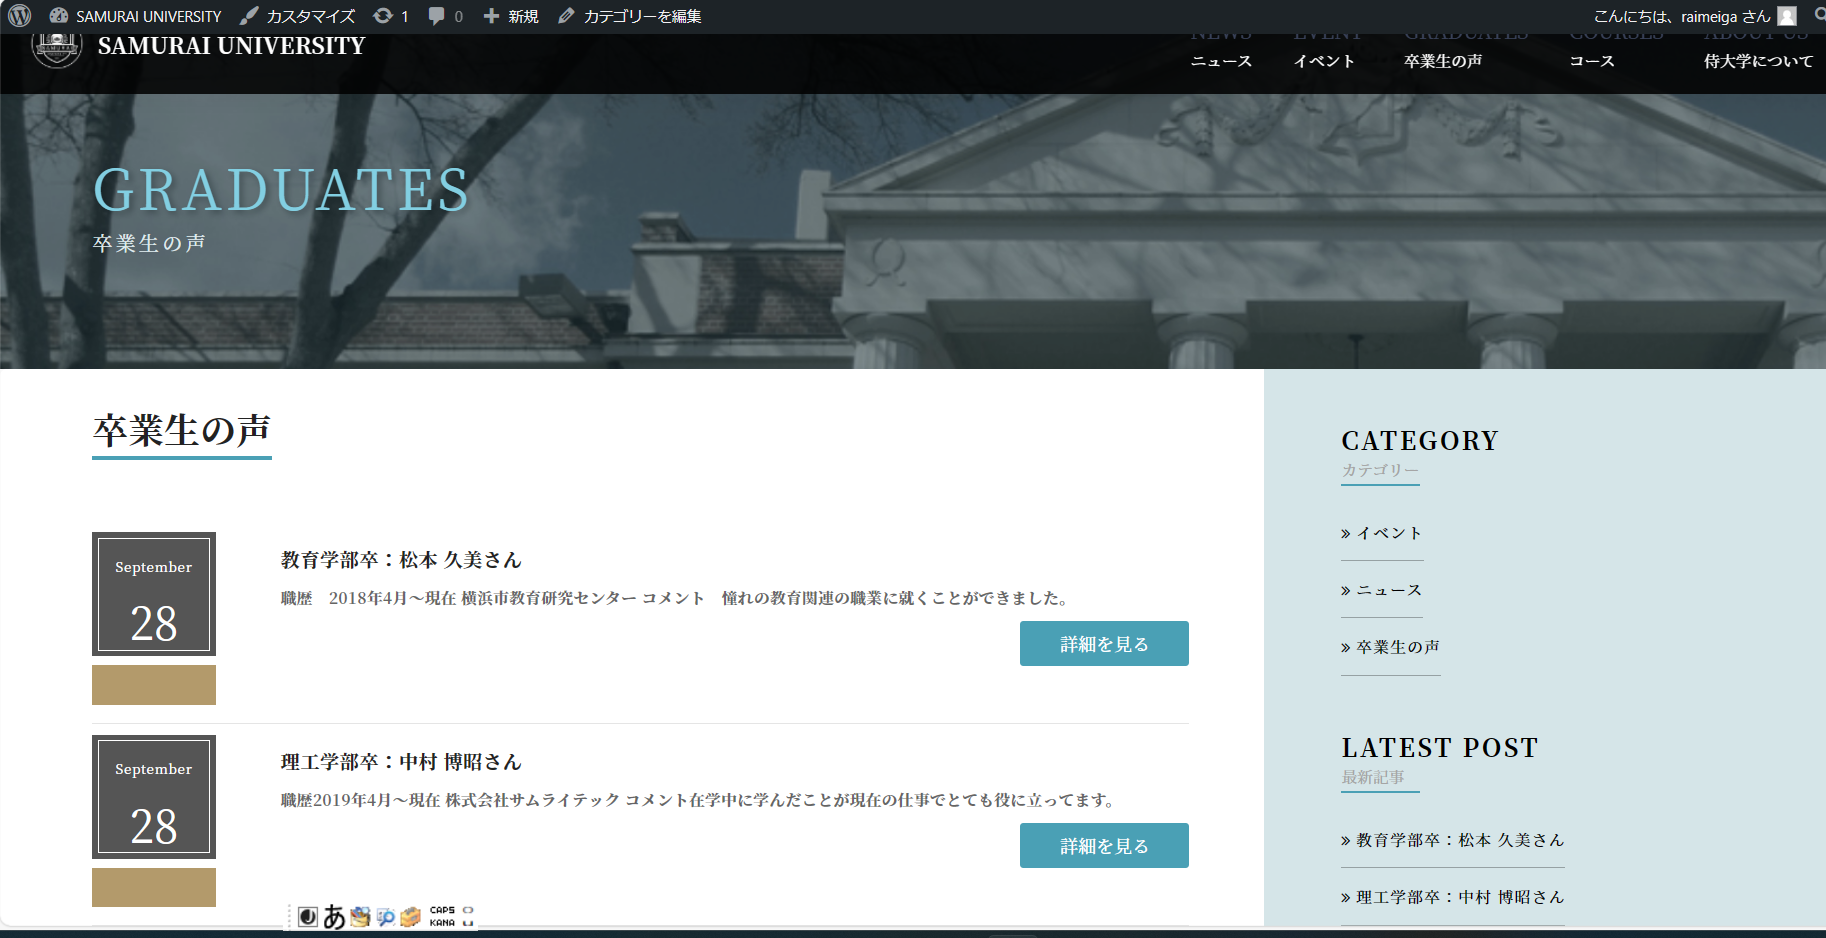 SAMURAI UNIVERSITY カスタマイズ 1 0 新規 カテゴリーを編集 こんにちは、raimeiga さん
SAMURAI UNIVERSITY
NEWS EVENT GRADUATES COURSES ABOUT US
ニュース イベント 卒業生の声 コース 侍大学について
GRADUATES
卒業生の声
卒業生の声
September
28
教育学部卒：松本 久美さん
職歴　2018年4月〜現在 横浜市教育研究センター コメント　憧れの教育関連の職業に就くことができました。
詳細を見る
September
28
理工学部卒：中村 博昭さん
職歴2019年4月〜現在 株式会社サムライテック コメント在学中に学んだことが現在の仕事でとても役に立ってます。
詳細を見る
CATEGORY
カテゴリー
» イベント
» ニュース
» 卒業生の声
LATEST POST
最新記事
» 教育学部卒：松本 久美さん
» 理工学部卒：中村 博昭さん
あ CAPS
KANA